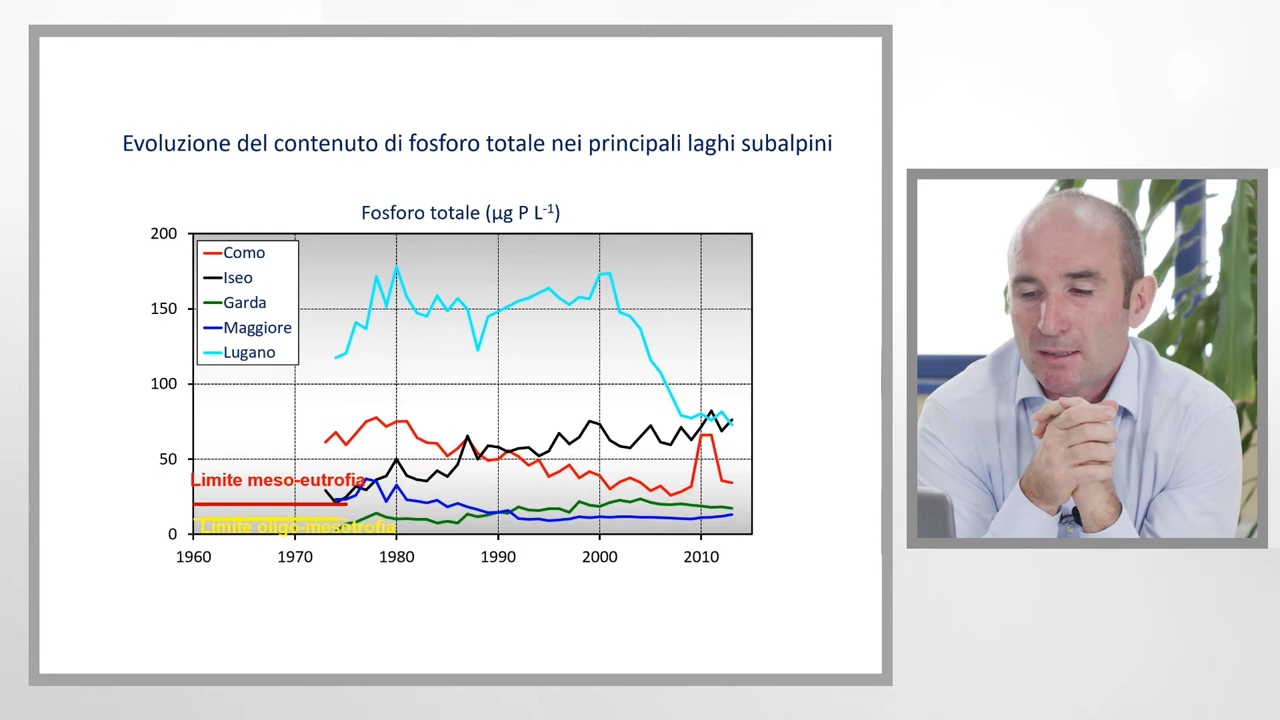 Evoluzione del contenuto di fosforo totale nei principali laghi subalpini
Fosforo totale (µg P L-1)
200
150
100
50
0
Como
Iseo
Garda
Maggiore
Lugano
Limite meso-eutrofia
Limite oligo-mesotrofia
1960 1970 1980 1990 2000 2010